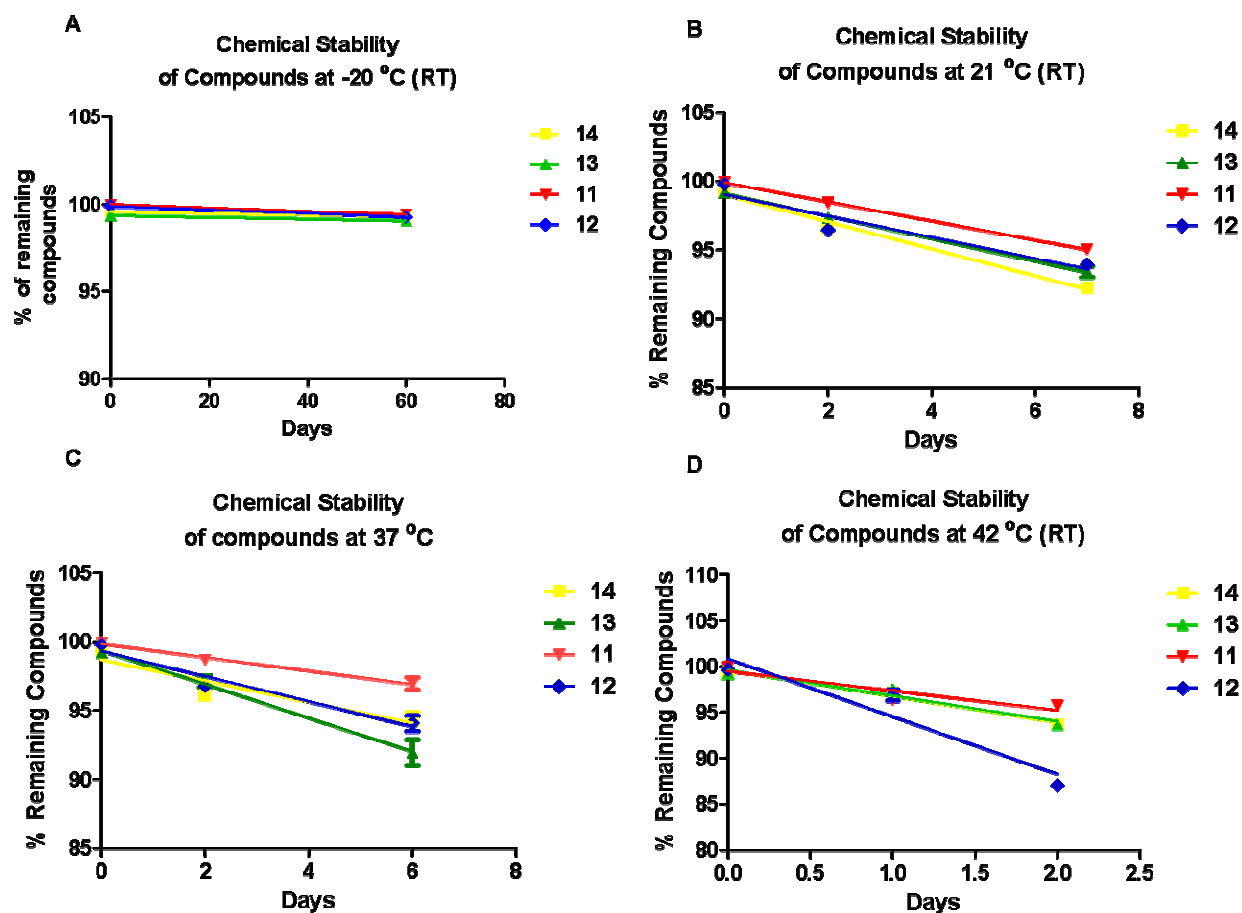 A
Chemical Stability
of Compounds at -20 °C (RT)
% of remaining
compounds
105
100
95
90
0
20
40
60
80
Days
14
13
11
12
B
Chemical Stability
of Compounds at 21 °C (RT)
% Remaining Compounds
105
100
95
90
85
0
2
4
6
8
Days
14
13
11
12
C
Chemical Stability
of compounds at 37 °C
% Remaining Compounds
105
100
95
90
85
0
2
4
6
8
Days
14
13
11
12
D
Chemical Stability
of Compounds at 42 °C (RT)
% Remaining Compounds
110
105
100
95
90
85
80
0.0
0.5
1.0
1.5
2.0
2.5
Days
14
13
11
12